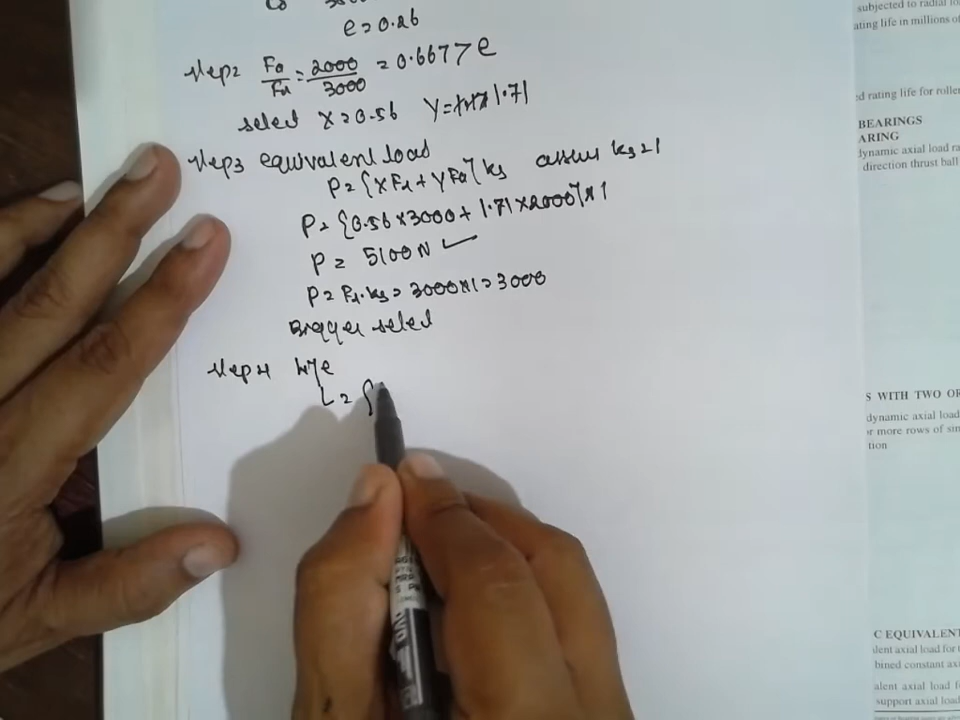 e=0.26
Step2 Fa/Fr = 2000/3000 = 0.667 > e
select X=0.56 Y= 1.71
Step3 equivalent load
P= {XFr + YFa} ks assume ks=1
P= {0.56×3000+ 1.71×2000}×1
P= 5100N ✓
P= Fr.ks = 3000×1=3000
Bigger select
Step4 life
L= {
subjected to radial lo
ating life in millions o
ed rating life for roller
BEARINGS
ARING
dynamic axial load ra
direction thrust ball
S WITH TWO OR
dynamic axial load
or more rows of sin
tion
C EQUIVALENT
lent axial load for
bined constant axi
alent axial load f
support axial load